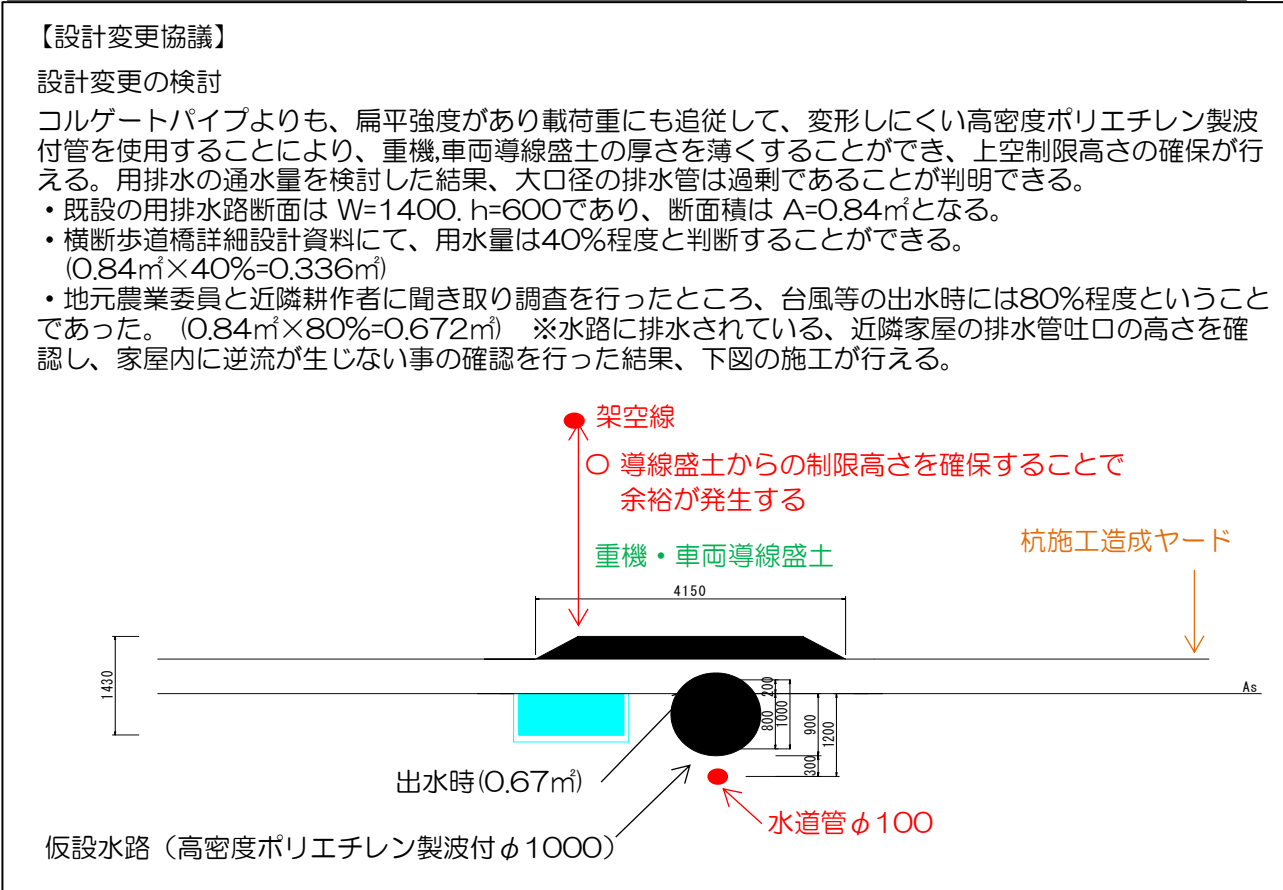 【設計変更協議】
設計変更の検討
コルゲートパイプよりも、扁平強度があり載荷重にも追従して、変形しにくい高密度ポリエチレン製波
付管を使用することにより、重機,車両導線盛土の厚さを薄くすることができ、上空制限高さの確保が行
える。用排水の通水量を検討した結果、大口径の排水管は過剰であることが判明できる。
・既設の用排水路断面は W=1400. h=600であり、断面積は A=0.84㎡となる。
・横断歩道橋詳細設計資料にて、用水量は40%程度と判断することができる。
(0.84㎡×40%=0.336㎡)
・地元農業委員と近隣耕作者に聞き取り調査を行ったところ、台風等の出水時には80%程度ということ
であった。 (0.84㎡×80%=0.672㎡) ※水路に排水されている、近隣家屋の排水管吐口の高さを確
認し、家屋内に逆流が生じない事の確認を行った結果、下図の施工が行える。
架空線
○ 導線盛土からの制限高さを確保することで
余裕が発生する
重機・車両導線盛土
杭施工造成ヤード
4150
1430
200
800
1000
900
1200
300
As
出水時(0.67㎡)
水道管φ100
仮設水路（高密度ポリエチレン製波付φ1000）